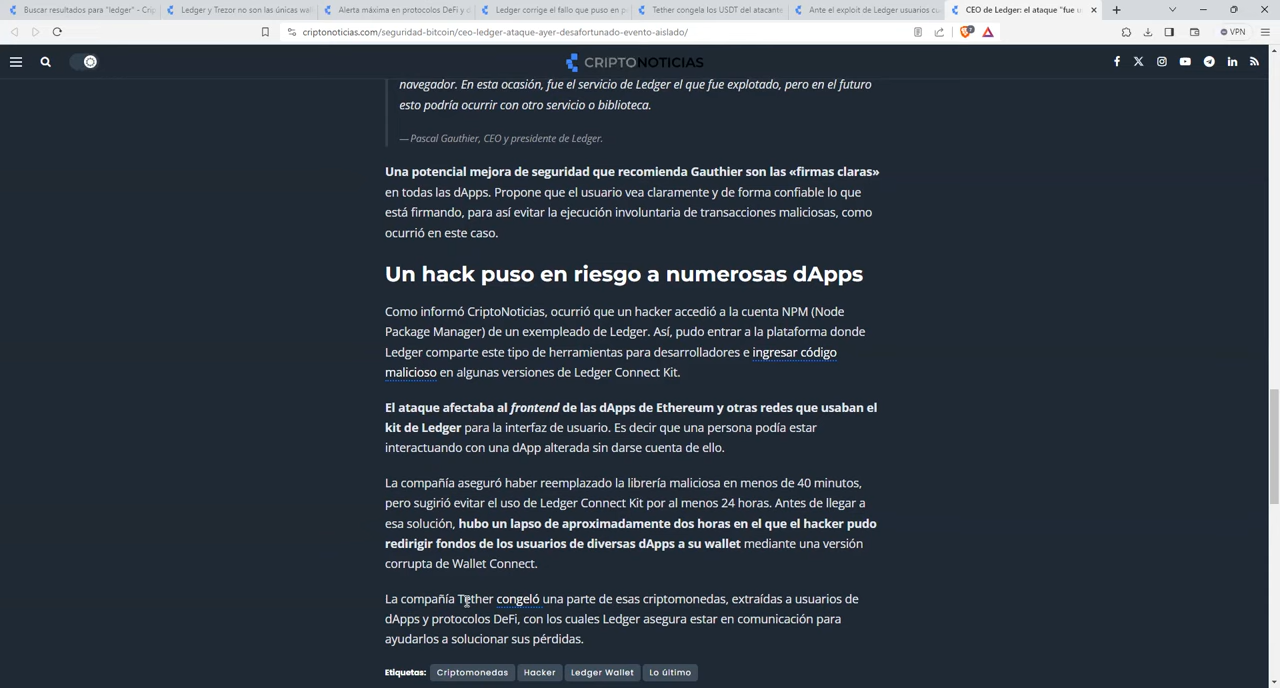 Buscar resultados para "ledger" - Crip
Ledger y Trezor no son las únicas wal
Alerta máxima en protocolos DeFi y d
Ledger corrige el fallo que puso en p
Tether congela los USDT del atacante
Ante el exploit de Ledger usuarios cu
CEO de Ledger: el ataque "fue u
criptonoticias.com/seguridad-bitcoin/ceo-ledger-ataque-ayer-desafortunado-evento-aislado/
VPN
CRIPTONOTICIAS
navegador. En esta ocasión, fue el servicio de Ledger el que fue explotado, pero en el futuro
esto podría ocurrir con otro servicio o biblioteca.
— Pascal Gauthier, CEO y presidente de Ledger.
Una potencial mejora de seguridad que recomienda Gauthier son las «firmas claras»
en todas las dApps. Propone que el usuario vea claramente y de forma confiable lo que
está firmando, para así evitar la ejecución involuntaria de transacciones maliciosas, como
ocurrió en este caso.
Un hack puso en riesgo a numerosas dApps
Como informó CriptoNoticias, ocurrió que un hacker accedió a la cuenta NPM (Node
Package Manager) de un exempleado de Ledger. Así, pudo entrar a la plataforma donde
Ledger comparte este tipo de herramientas para desarrolladores e ingresar código
malicioso en algunas versiones de Ledger Connect Kit.
El ataque afectaba al frontend de las dApps de Ethereum y otras redes que usaban el
kit de Ledger para la interfaz de usuario. Es decir que una persona podía estar
interactuando con una dApp alterada sin darse cuenta de ello.
La compañía aseguró haber reemplazado la librería maliciosa en menos de 40 minutos,
pero sugirió evitar el uso de Ledger Connect Kit por al menos 24 horas. Antes de llegar a
esa solución, hubo un lapso de aproximadamente dos horas en el que el hacker pudo
redirigir fondos de los usuarios de diversas dApps a su wallet mediante una versión
corrupta de Wallet Connect.
La compañía Tether congeló una parte de esas criptomonedas, extraídas a usuarios de
dApps y protocolos DeFi, con los cuales Ledger asegura estar en comunicación para
ayudarlos a solucionar sus pérdidas.
Etiquetas: Criptomonedas Hacker Ledger Wallet Lo último